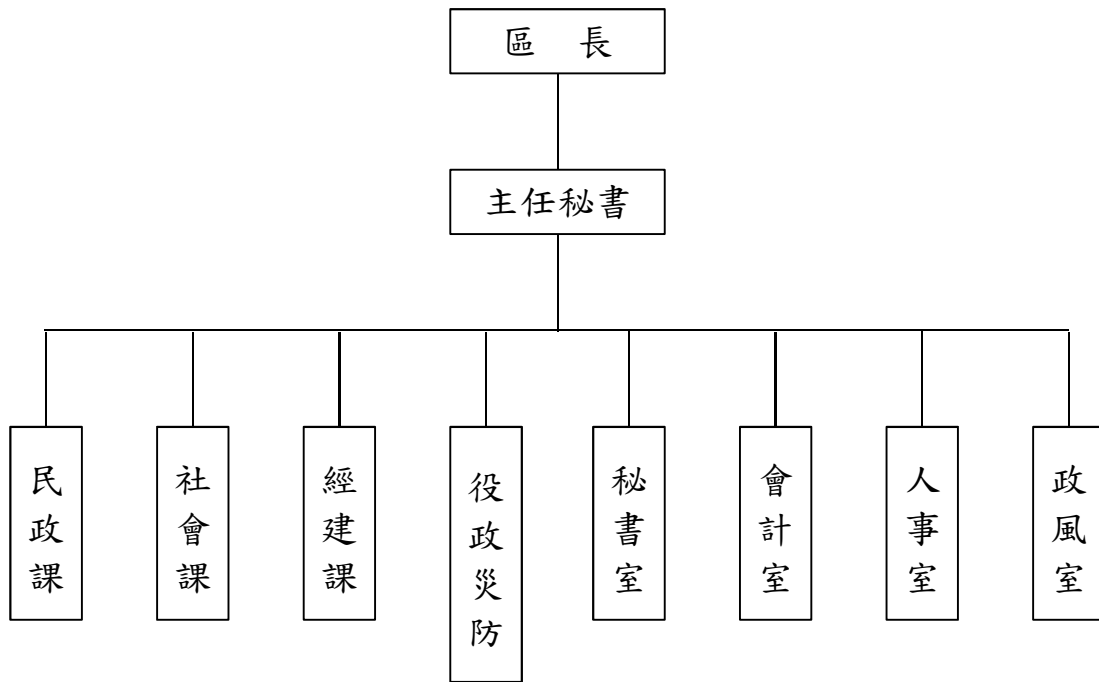 區 長
主任秘書
民政課
社會課
經建課
役政災防
秘書室
會計室
人事室
政風室